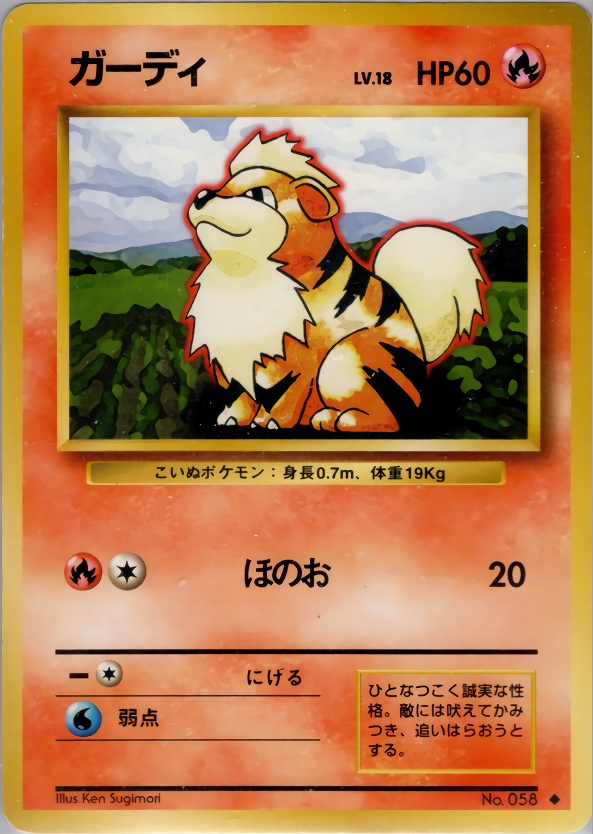 ガーディ LV.18 HP60
こいぬポケモン：身長0.7m、体重19Kg
ほのお 20
にげる
弱点
ひとなつこく誠実な性
格。敵には吠えてかみ
つき、追いはらおうと
する。
Illus.Ken Sugimori No. 058 ◆